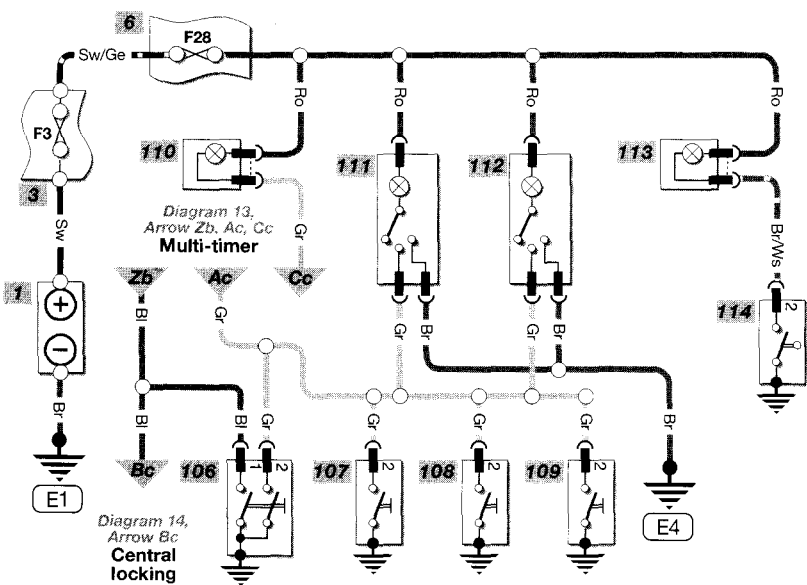 6
F28
Sw/Ge
Ro
Ro
Ro
Ro
F3
110
111
112
113
3
Diagram 13,
Arrow Zb, Ac, Cc
Multi-timer
Gr
Br/Ws
Sw
Zb
Ac
Cc
1
+
−
Bl
Gr
Gr
Br
Gr
Br
114
2
Br
Bl
Bl
Gr
Gr
Gr
Gr
Br
Bc
106
1
2
107
2
108
2
109
2
E1
E4
Diagram 14,
Arrow Bc
Central
locking